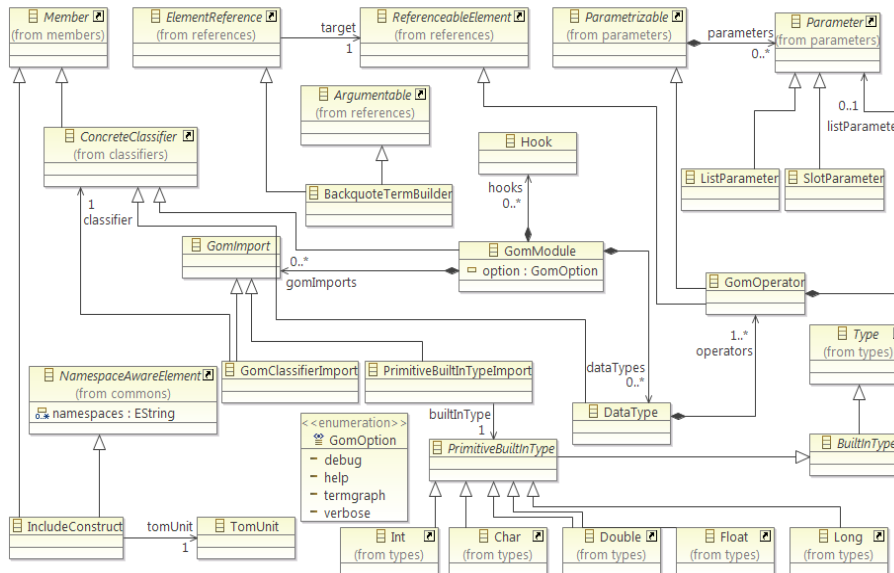 Member
(from members)
ElementReference
(from references)
target
1
ReferenceableElement
(from references)
Parametrizable
(from parameters)
parameters
0..*
Parameter
(from parameters)
Argumentable
(from references)
0..1
listParamete
ConcreteClassifier
(from classifiers)
Hook
ListParameter
SlotParameter
BackquoteTermBuilder
hooks
0..*
1
classifier
GomImport
0..*
gomImports
GomModule
option : GomOption
GomOperator
1..*
operators
Type
(from types)
NamespaceAwareElement
(from commons)
namespaces : EString
GomClassifierImport
PrimitiveBuiltInTypeImport
dataTypes
0..*
DataType
builtInType
1
<<enumeration>>
GomOption
debug
help
termgraph
verbose
PrimitiveBuiltInType
BuiltInType
IncludeConstruct
tomUnit
1
TomUnit
Int
(from types)
Char
(from types)
Double
(from types)
Float
(from types)
Long
(from types)